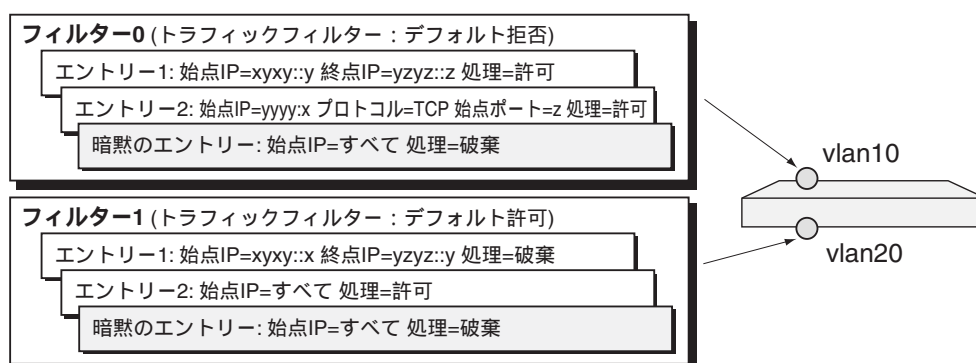 フィルター0 (トラフィックフィルター：デフォルト拒否)
エントリー1: 始点IP=xyxy::y 終点IP=yzyz::z 処理=許可
エントリー2: 始点IP=yyyy:x プロトコル=TCP 始点ポート=z 処理=許可
暗黙のエントリー: 始点IP=すべて 処理=破棄
vlan10
フィルター1 (トラフィックフィルター：デフォルト許可)
エントリー1: 始点IP=xyxy::x 終点IP=yzyz::y 処理=破棄
エントリー2: 始点IP=すべて 処理=許可
暗黙のエントリー: 始点IP=すべて 処理=破棄
vlan20